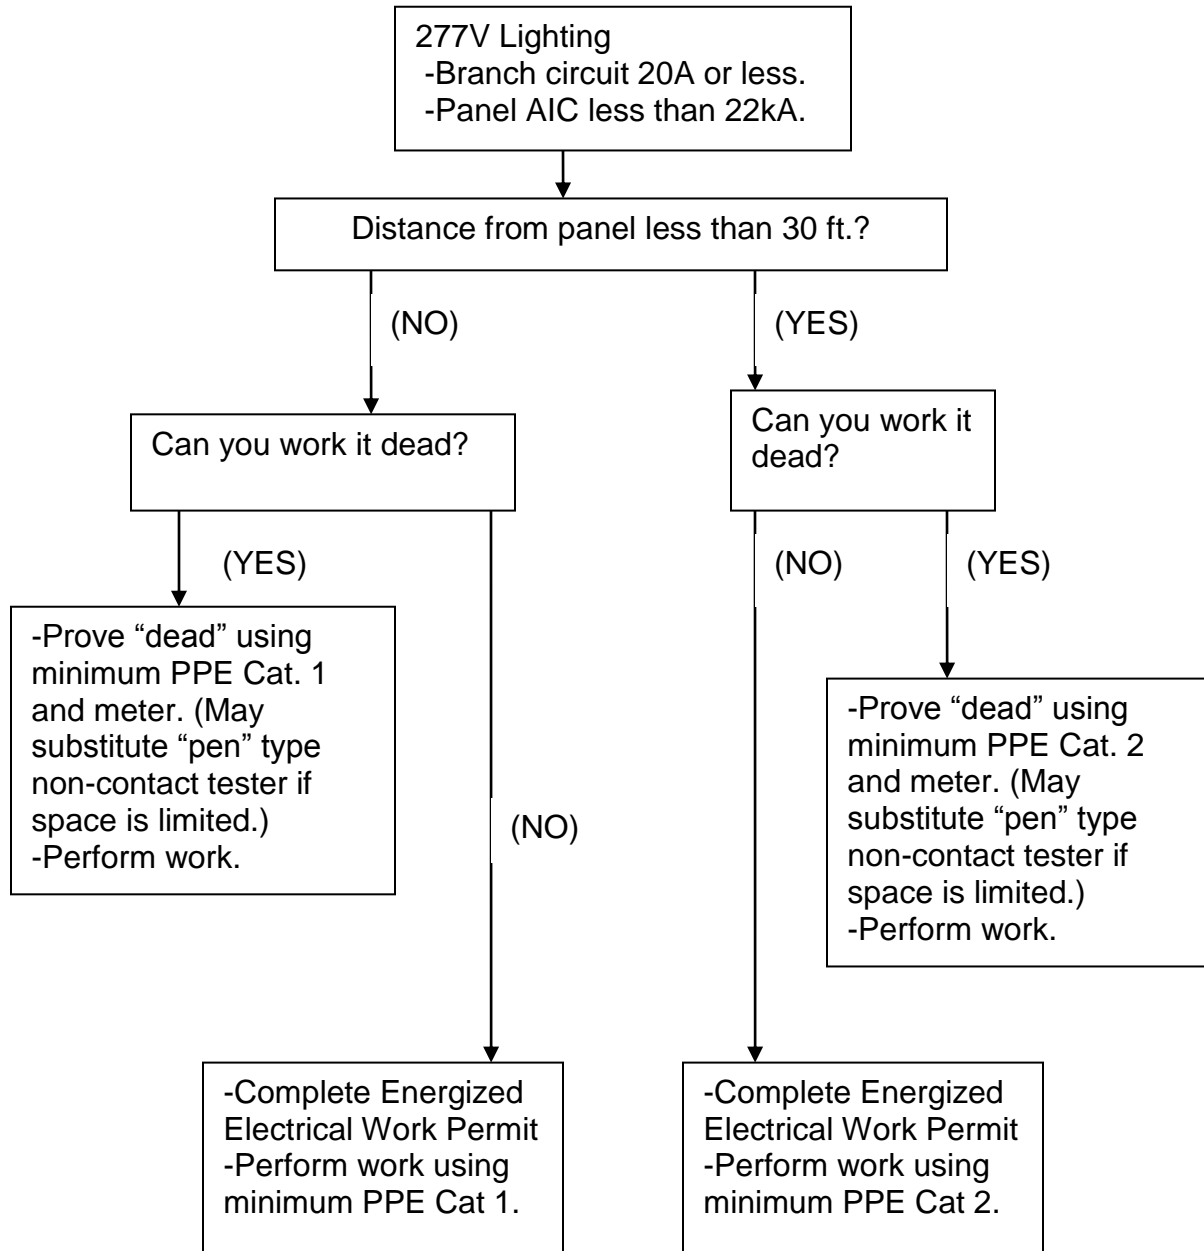 277V Lighting
-Branch circuit 20A or less.
-Panel AIC less than 22kA.
Distance from panel less than 30 ft.?
(NO)
(YES)
Can you work it dead?
Can you work it
dead?
(YES)
(NO)
(NO)
(YES)
-Prove “dead” using
minimum PPE Cat. 1
and meter. (May
substitute “pen” type
non-contact tester if
space is limited.)
-Perform work.
-Prove “dead” using
minimum PPE Cat. 2
and meter. (May
substitute “pen” type
non-contact tester if
space is limited.)
-Perform work.
-Complete Energized
Electrical Work Permit
-Perform work using
minimum PPE Cat 1.
-Complete Energized
Electrical Work Permit
-Perform work using
minimum PPE Cat 2.